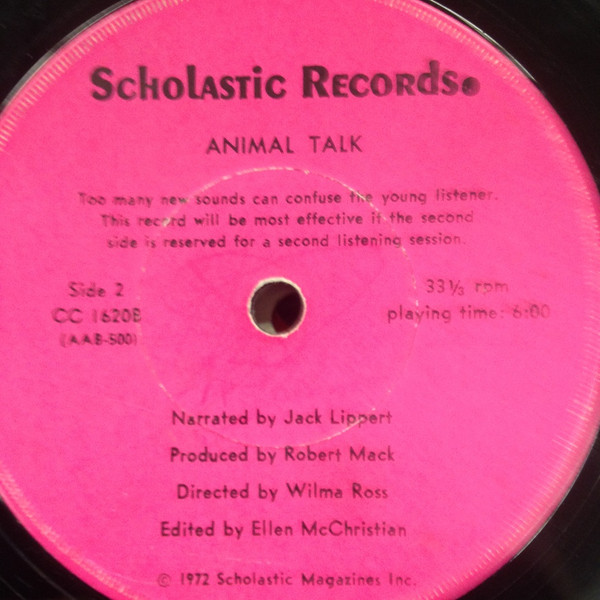 Scholastic Records®
ANIMAL TALK
Too many new sounds can confuse the young listener.
This record will be most effective if the second
side is reserved for a second listening session.
Side 2
33⅓ rpm
CC 1620B
playing time: 6:00
(AAB-500)
Narrated by Jack Lippert
Produced by Robert Mack
Directed by Wilma Ross
Edited by Ellen McChristian
© 1972 Scholastic Magazines Inc.